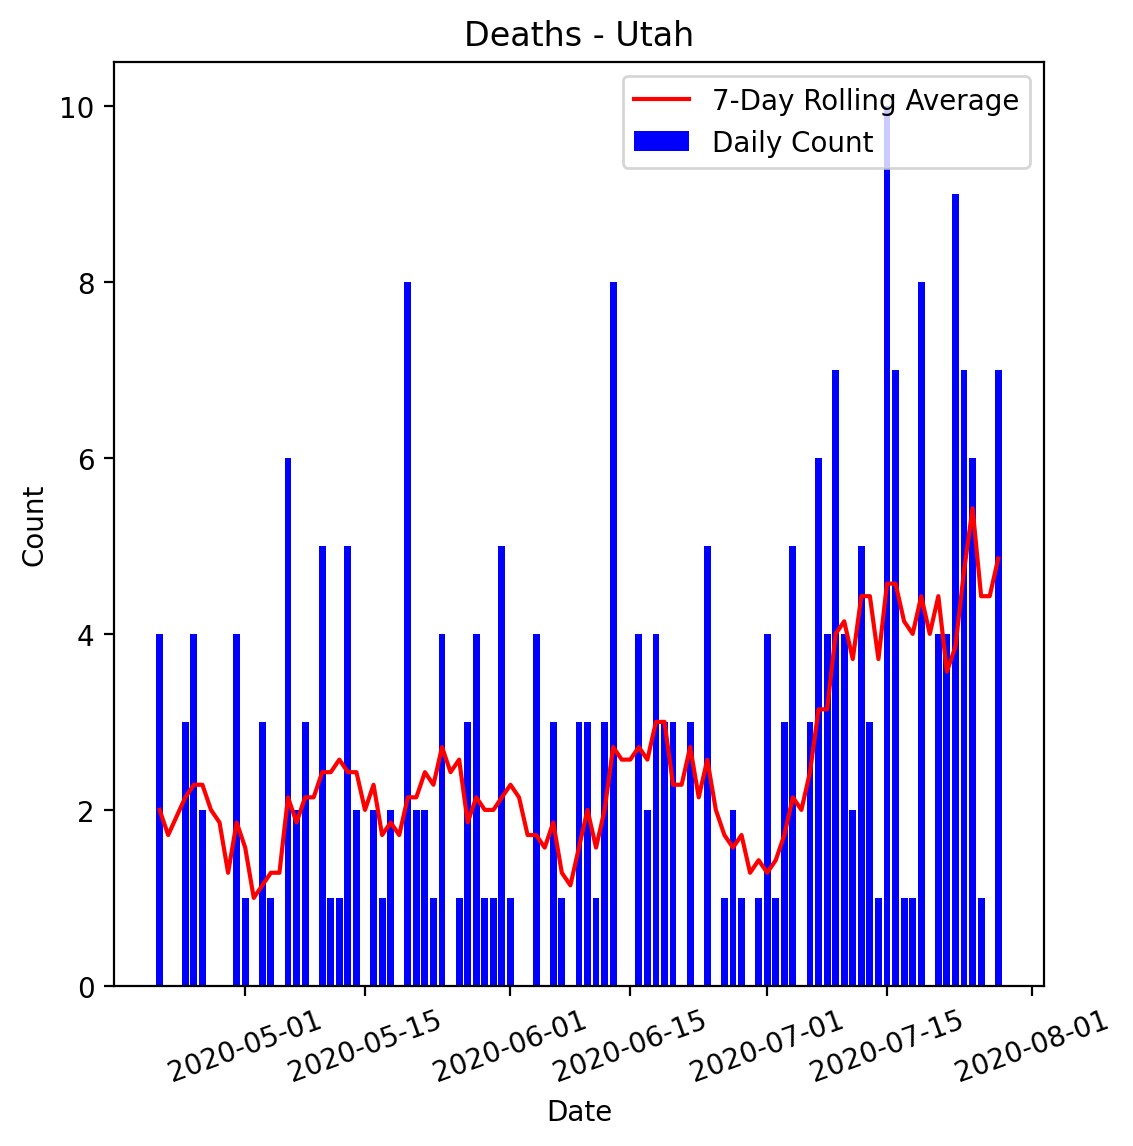 Deaths - Utah
7-Day Rolling Average
Daily Count
10
8
6
4
2
0
Count
2020-05-01
2020-05-15
2020-06-01
2020-06-15
2020-07-01
2020-07-15
2020-08-01
Date